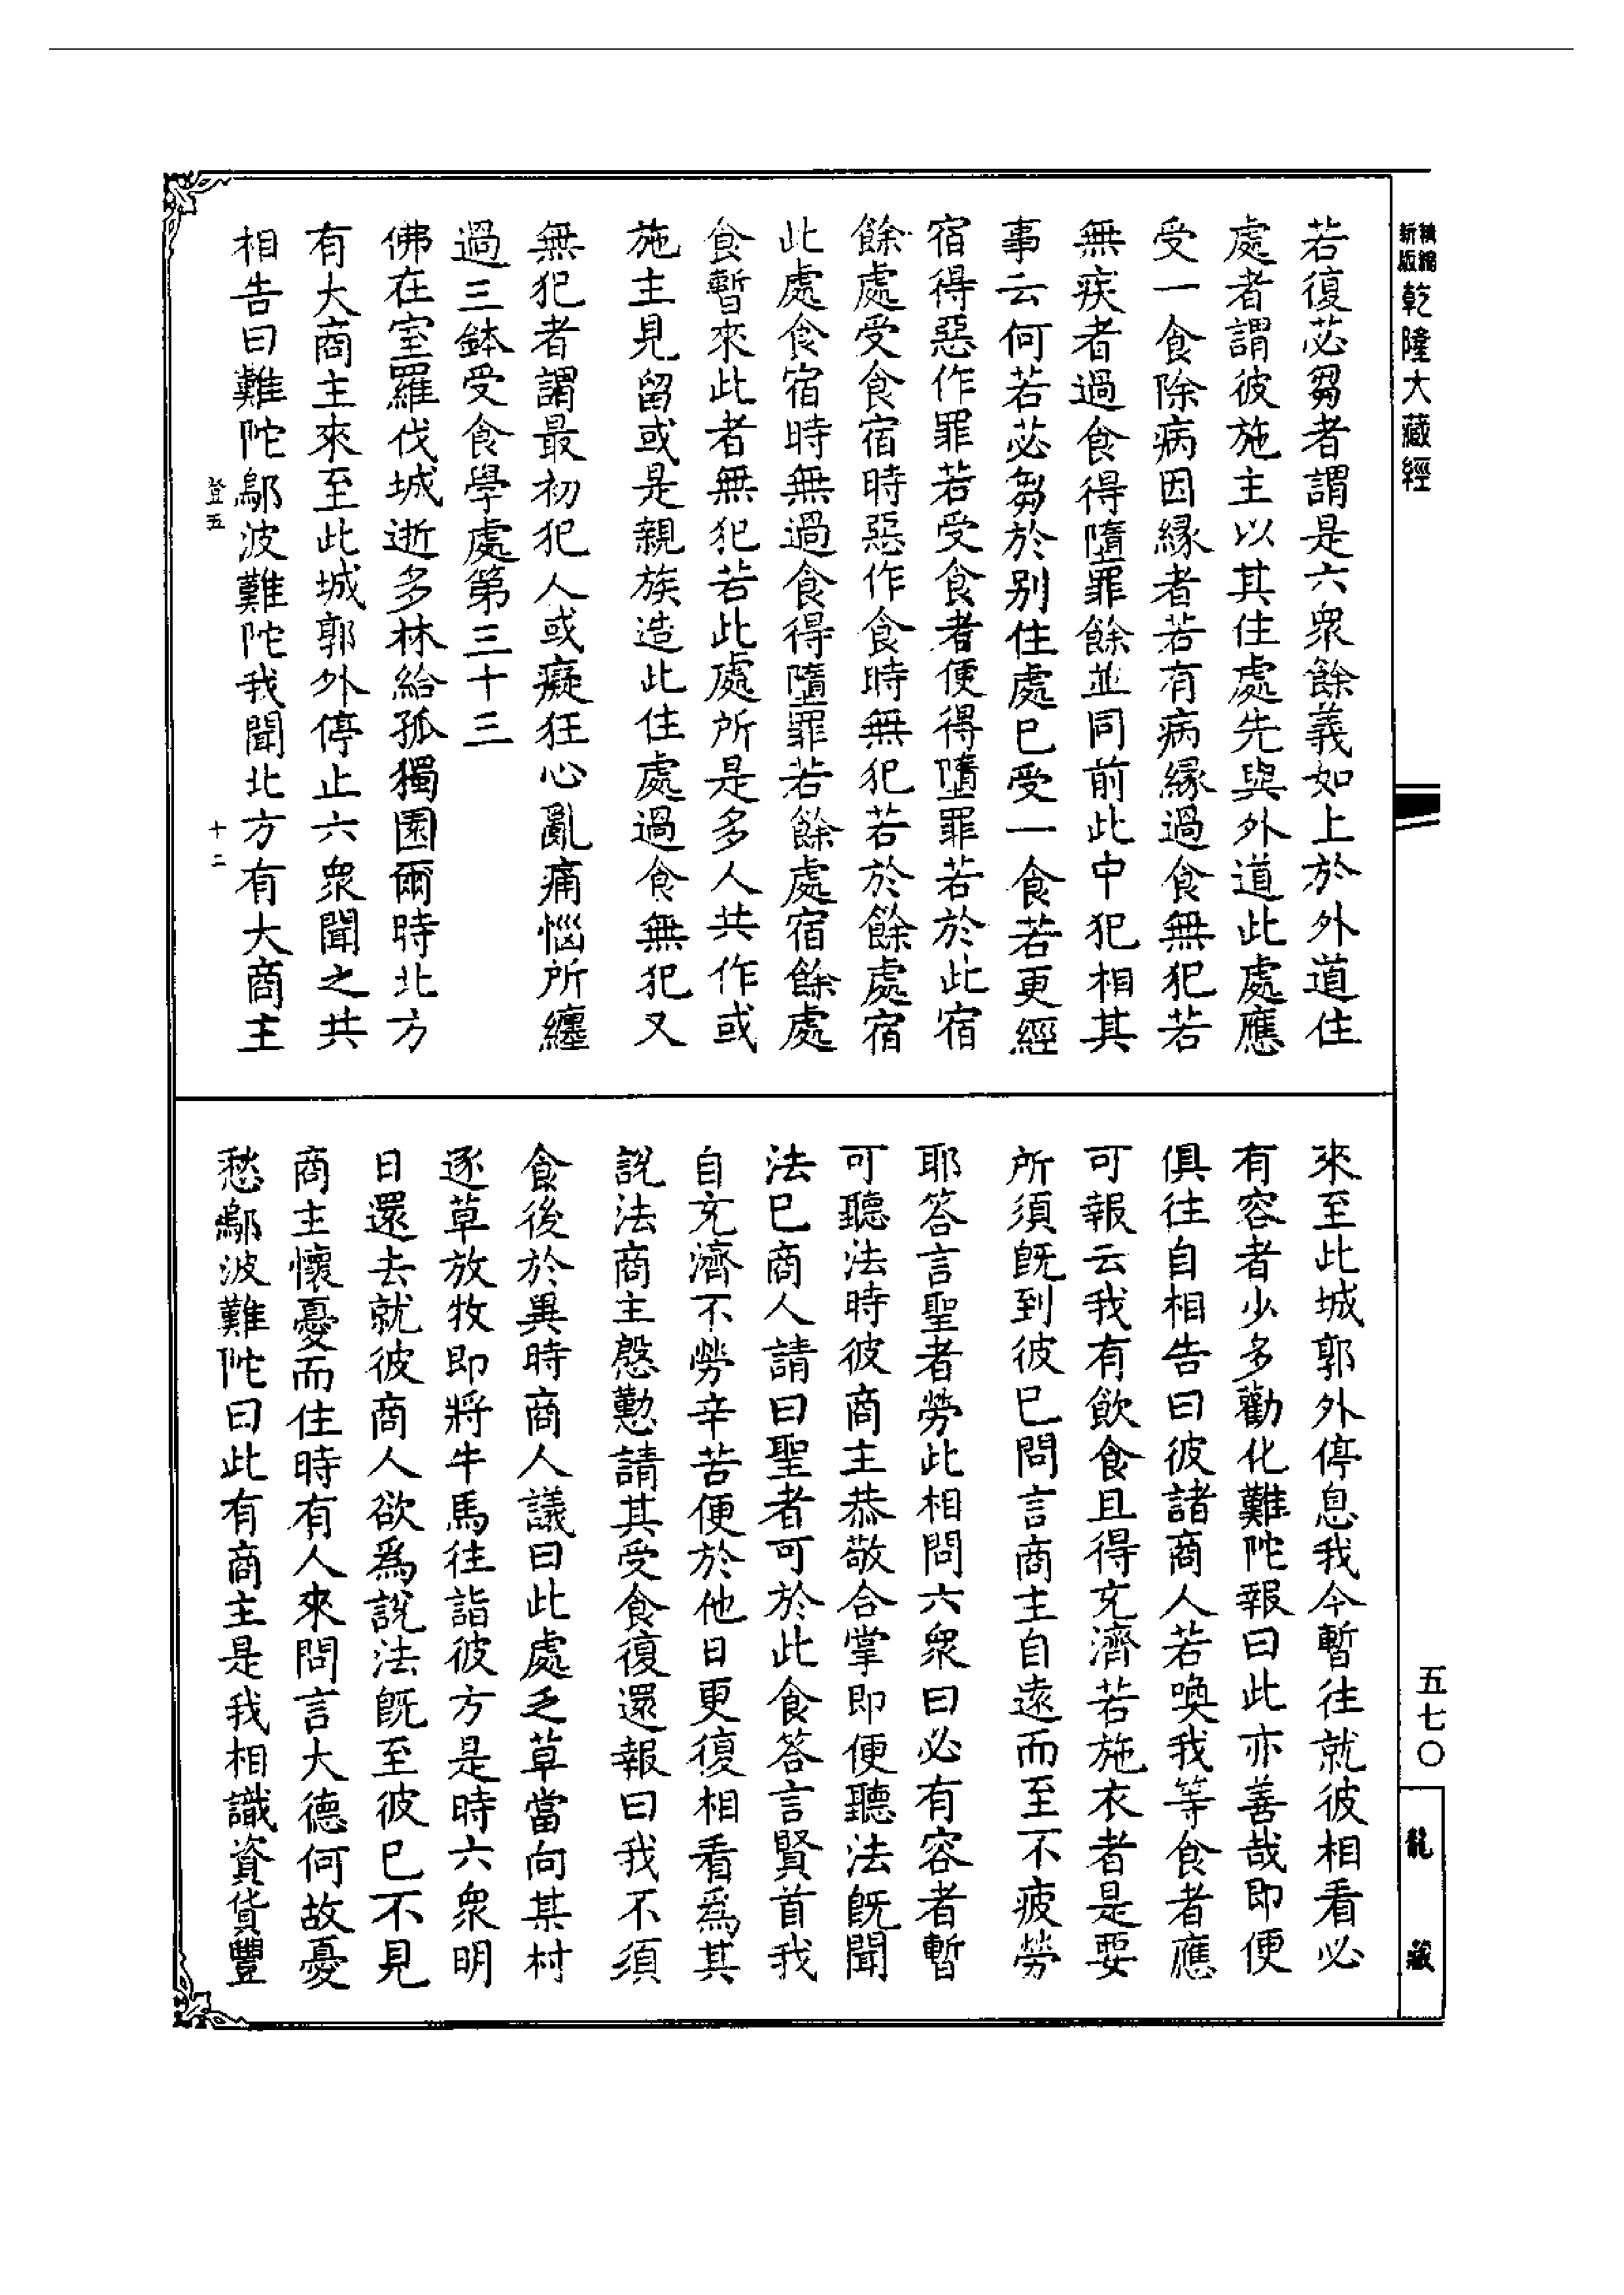 精縮新版乾隆大藏經
若復苾芻者謂是六衆餘義如上於外道住
處者謂彼施主以其住處先與外道此處應
受一食除病因緣者若有病緣過食無犯若
無疾者過食得墮罪餘並同前此中犯相其
事云何若苾芻於別住處已受一食若更經
宿得惡作罪若受食者便得墮罪若於此宿
餘處受食宿時惡作食時無犯若於餘處宿
此處食宿時無過食得墮罪若餘處宿餘處
食暫來此者無犯若此處所是多人共作或
施主見留或是親族造此住處過食無犯又
無犯者謂最初犯人或癡狂心亂痛惱所纏
過三鉢受食學處第三十三
佛在室羅伐城逝多林給孤獨園爾時北方
有大商主來至此城郭外停止六衆聞之共
相告曰難陀鄔波難陀我聞北方有大商主
登五
十二
來至此城郭外停息我今暫往就彼相看必
有容者少多勸化難陀報曰此亦善哉即便
俱往自相告曰彼諸商人若喚我等食者應
可報云我有飲食且得充濟若施衣者是要
所須既到彼已問言商主自遠而至不疲勞
耶答言聖者勞此相問六衆曰必有容者暫
可聽法時彼商主恭敬合掌即便聽法既聞
法已商人請曰聖者可於此食答言賢首我
自充濟不勞辛苦便於他日更復相看爲其
說法商主慇懃請其受食復還報曰我不須
食後於異時商人議曰此處乏草當向某村
逐草放牧即將牛馬往詣彼方是時六衆明
日還去就彼商人欲爲說法既至彼已不見
商主懷憂而住時有人來問言大德何故憂
愁鄔波難陀曰此有商主是我相識資貨豐
五七〇
龍藏